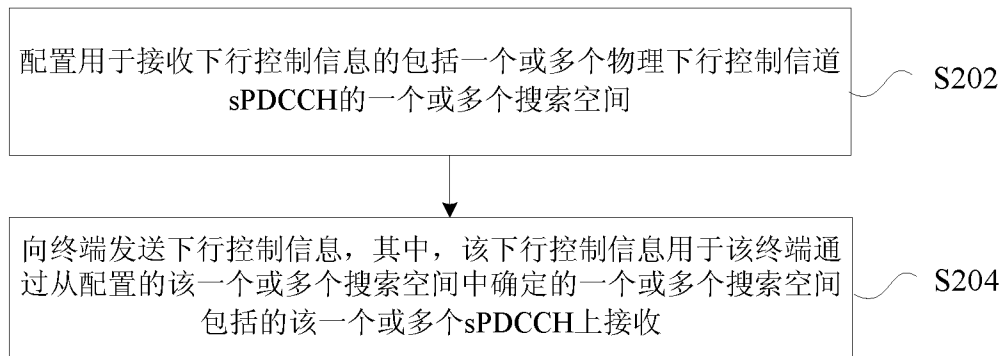 配置用于接收下行控制信息的包括一个或多个物理下行控制信道
sPDCCH的一个或多个搜索空间
S202
向终端发送下行控制信息，其中，该下行控制信息用于该终端通
过从配置的该一个或多个搜索空间中确定的一个或多个搜索空间
包括的该一个或多个sPDCCH上接收
S204